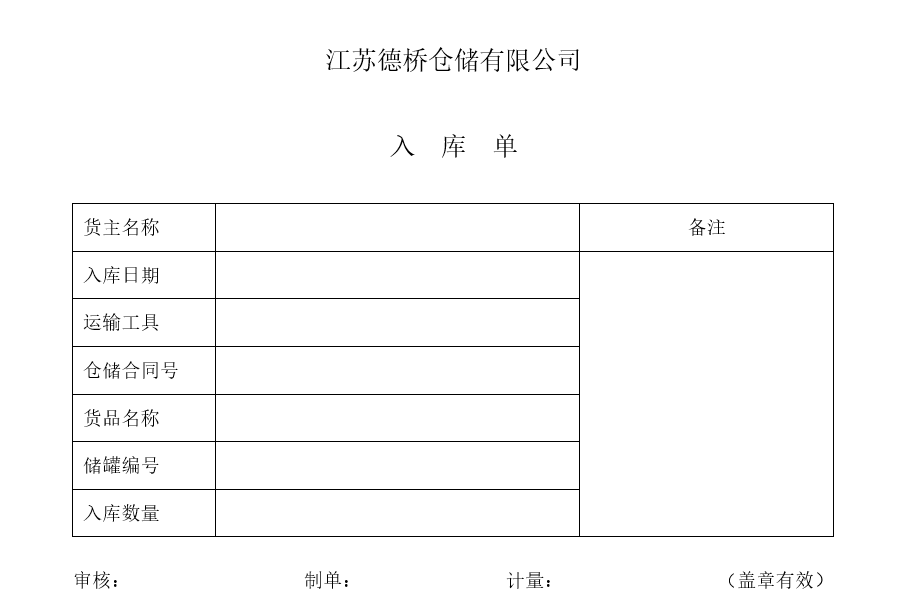 江苏德桥仓储有限公司
入 库 单
货主名称 备注
入库日期
运输工具
仓储合同号
货品名称
储罐编号
入库数量
审核： 制单： 计量： （盖章有效）